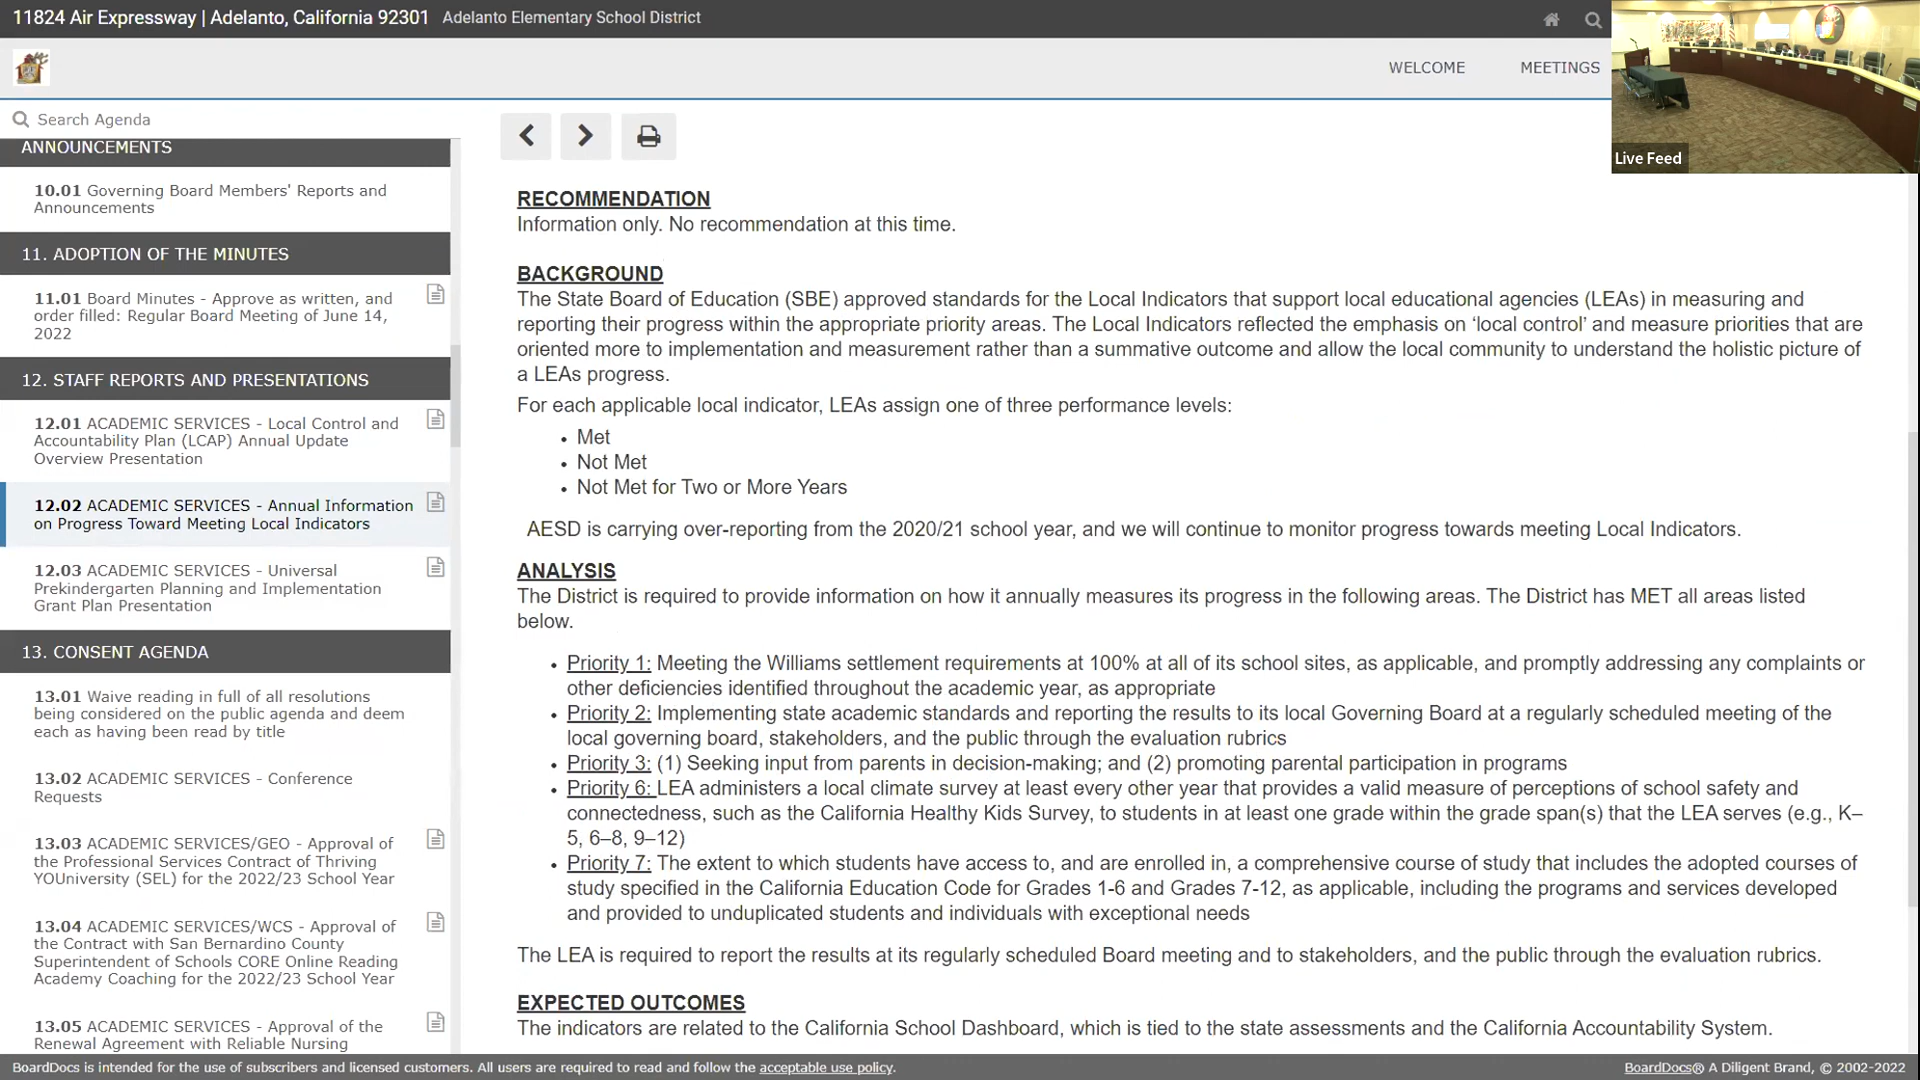 11824 Air Expressway | Adelanto, California 92301 Adelanto Elementary School District
WELCOME MEETINGS
Live Feed
Search Agenda
ANNOUNCEMENTS
10.01 Governing Board Members' Reports and
Announcements
11. ADOPTION OF THE MINUTES
11.01 Board Minutes - Approve as written, and
order filled: Regular Board Meeting of June 14,
2022
12. STAFF REPORTS AND PRESENTATIONS
12.01 ACADEMIC SERVICES - Local Control and
Accountability Plan (LCAP) Annual Update
Overview Presentation
12.02 ACADEMIC SERVICES - Annual Information
on Progress Toward Meeting Local Indicators
12.03 ACADEMIC SERVICES - Universal
Prekindergarten Planning and Implementation
Grant Plan Presentation
13. CONSENT AGENDA
13.01 Waive reading in full of all resolutions
being considered on the public agenda and deem
each as having been read by title
13.02 ACADEMIC SERVICES - Conference
Requests
13.03 ACADEMIC SERVICES/GEO - Approval of
the Professional Services Contract of Thriving
YOUniversity (SEL) for the 2022/23 School Year
13.04 ACADEMIC SERVICES/WCS - Approval of
the Contract with San Bernardino County
Superintendent of Schools CORE Online Reading
Academy Coaching for the 2022/23 School Year
13.05 ACADEMIC SERVICES - Approval of the
Renewal Agreement with Reliable Nursing
RECOMMENDATION
Information only. No recommendation at this time.
BACKGROUND
The State Board of Education (SBE) approved standards for the Local Indicators that support local educational agencies (LEAs) in measuring and
reporting their progress within the appropriate priority areas. The Local Indicators reflected the emphasis on ‘local control’ and measure priorities that are
oriented more to implementation and measurement rather than a summative outcome and allow the local community to understand the holistic picture of
a LEAs progress.
For each applicable local indicator, LEAs assign one of three performance levels:
• Met
• Not Met
• Not Met for Two or More Years
AESD is carrying over-reporting from the 2020/21 school year, and we will continue to monitor progress towards meeting Local Indicators.
ANALYSIS
The District is required to provide information on how it annually measures its progress in the following areas. The District has MET all areas listed
below.
• Priority 1: Meeting the Williams settlement requirements at 100% at all of its school sites, as applicable, and promptly addressing any complaints or
other deficiencies identified throughout the academic year, as appropriate
• Priority 2: Implementing state academic standards and reporting the results to its local Governing Board at a regularly scheduled meeting of the
local governing board, stakeholders, and the public through the evaluation rubrics
• Priority 3: (1) Seeking input from parents in decision-making; and (2) promoting parental participation in programs
• Priority 6: LEA administers a local climate survey at least every other year that provides a valid measure of perceptions of school safety and
connectedness, such as the California Healthy Kids Survey, to students in at least one grade within the grade span(s) that the LEA serves (e.g., K–
5, 6–8, 9–12)
• Priority 7: The extent to which students have access to, and are enrolled in, a comprehensive course of study that includes the adopted courses of
study specified in the California Education Code for Grades 1-6 and Grades 7-12, as applicable, including the programs and services developed
and provided to unduplicated students and individuals with exceptional needs
The LEA is required to report the results at its regularly scheduled Board meeting and to stakeholders, and the public through the evaluation rubrics.
EXPECTED OUTCOMES
The indicators are related to the California School Dashboard, which is tied to the state assessments and the California Accountability System.
BoardDocs is intended for the use of subscribers and licensed customers. All users are required to read and follow the acceptable use policy.
BoardDocs® A Diligent Brand, © 2002-2022